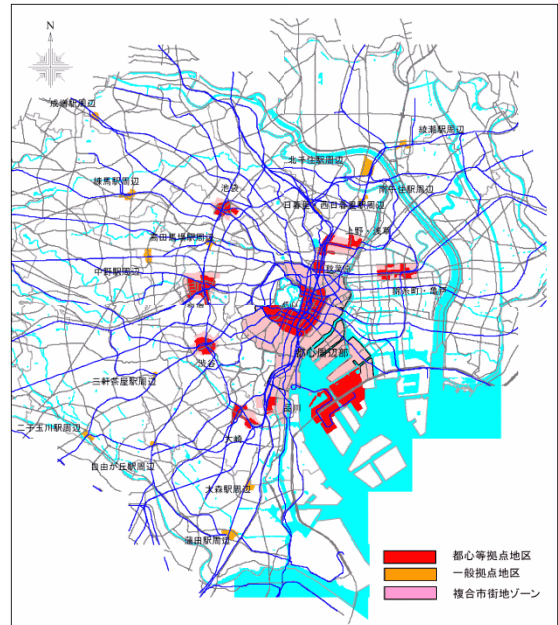 N
成増駅周辺
綾瀬駅周辺
北千住駅周辺
練馬駅周辺
池袋
南千住駅周辺
日暮里・西日暮里駅周辺
高田馬場駅周辺
上野・浅草
中野駅周辺
秋葉原
新宿
錦糸町・亀戸
都心周辺部
渋谷
三軒茶屋駅周辺
品川
二子玉川駅周辺
大崎
自由が丘駅周辺
大森駅周辺
蒲田駅周辺
都心等拠点地区
一般拠点地区
複合市街地ゾーン